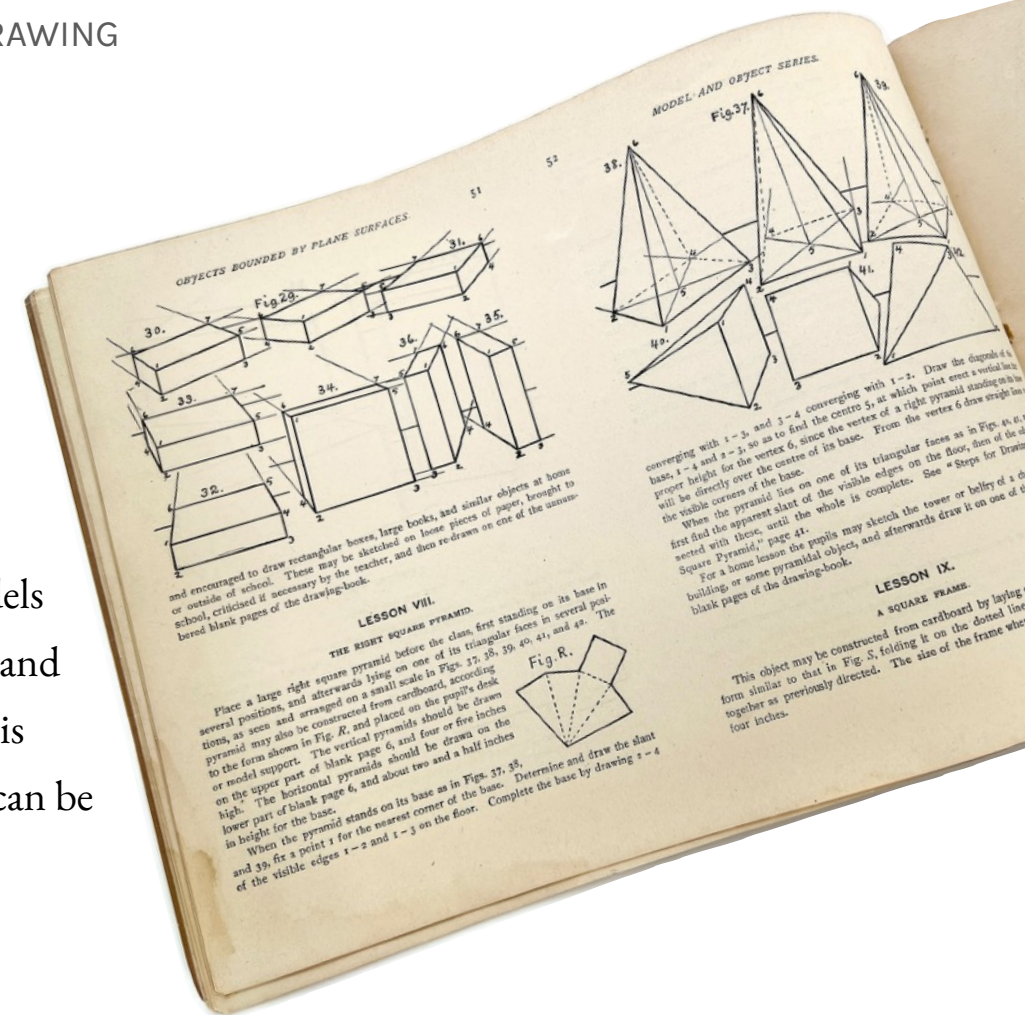 RAWING
els
and
is
can be
OBJECTS BOUNDED BY PLANE SURFACES.
51
Fig. 29.
30.
31.
33.
34.
36.
35.
32.
and encouraged to draw rectangular boxes, large books, and similar objects at home
or outside of school. These may be sketched on loose pieces of paper, brought to
school, criticised if necessary by the teacher, and then re-drawn on one of the unnum-
bered blank pages of the drawing-book.
LESSON VIII.
THE RIGHT SQUARE PYRAMID.
Place a large right square pyramid before the class, first standing on its base in
several positions, and afterwards lying on one of its triangular faces in several posi-
tions, as seen and arranged on a small scale in Figs. 37, 38, 39, 40, 41, and 42. The
pyramid may also be constructed from cardboard, according
to the form shown in Fig. R, and placed on the pupil's desk
or model support. The vertical pyramids should be drawn
on the upper part of blank page 6, and four or five inches
high. The horizontal pyramids should be drawn on the
lower part of blank page 6, and about two and a half inches
in height for the base.
Fig. R.
When the pyramid stands on its base as in Figs. 37, 38,
and 39, fix a point 1 for the nearest corner of the base. Determine and draw the slant
of the visible edges 1–2 and 1–3 on the floor. Complete the base by drawing 2–4
52
MODEL AND OBJECT SERIES.
38.
Fig. 37.
39.
40.
41.
42.
converging with 1–3, and 3–4 converging with 1–2. Draw the diagonals of
base, 1–4 and 2–3, so as to find the centre 5, at which point erect a vertical line
proper height for the vertex 6, since the vertex of a right pyramid standing on its base
will be directly over the centre of its base. From the vertex 6 draw straight lines
the visible corners of the base.
When the pyramid lies on one of its triangular faces as in Figs. 40, 41,
first find the apparent slant of the visible edges on the floor, then of the
nected with these, until the whole is complete. See "Steps for Drawing
Square Pyramid," page 41.
For a home lesson the pupils may sketch the tower or belfry of a
building, or some pyramidal object, and afterwards draw it on one of
blank pages of the drawing-book.
LESSON IX.
A SQUARE FRAME.
This object may be constructed from cardboard by laying
form similar to that in Fig. S, folding it on the dotted
together as previously directed. The size of the frame
four inches.